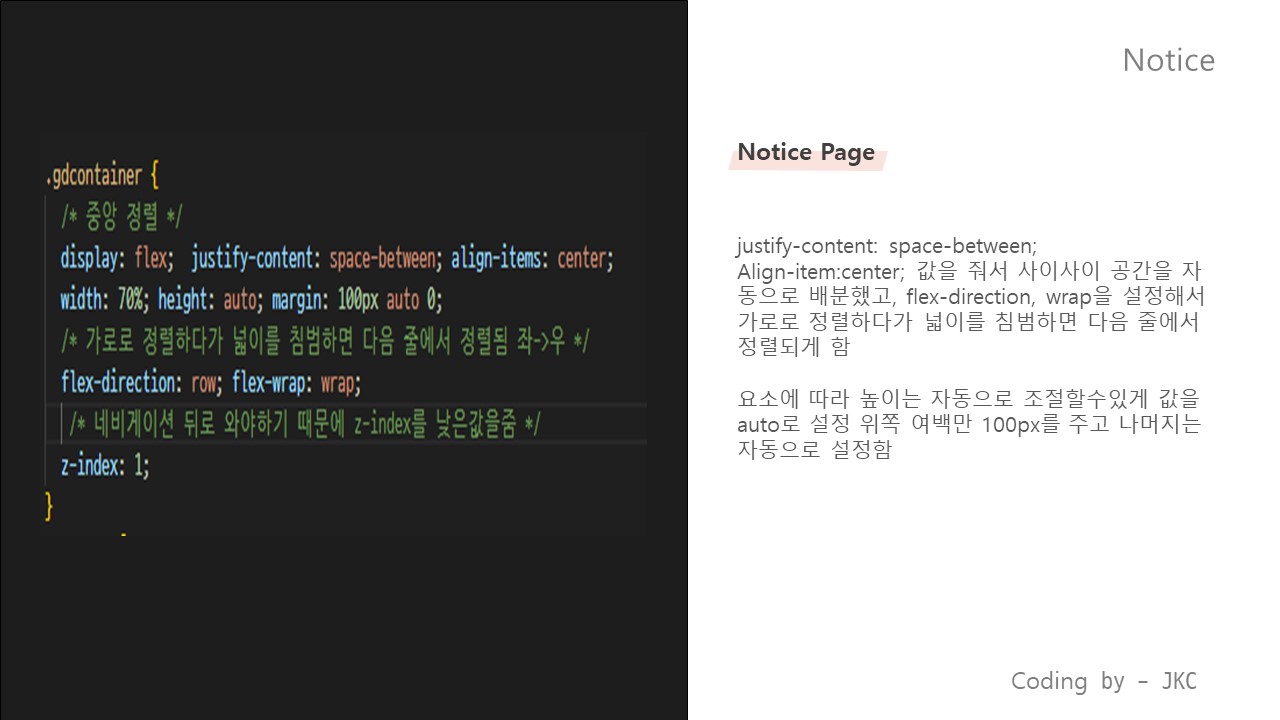 .gdcontainer {
/* 중앙 정렬 */
display: flex; justify-content: space-between; align-items: center;
width: 70%; height: auto; margin: 100px auto 0;
/* 가로로 정렬하다가 넓이를 침범하면 다음 줄에서 정렬됨 좌->우 */
flex-direction: row; flex-wrap: wrap;
/* 네비게이션 뒤로 와야하기 때문에 z-index를 낮은값을줌 */
z-index: 1;
}
Notice
Notice Page
justify-content: space-between;
Align-item:center; 값을 줘서 사이사이 공간을 자
동으로 배분했고, flex-direction, wrap을 설정해서
가로로 정렬하다가 넓이를 침범하면 다음 줄에서
정렬되게 함
요소에 따라 높이는 자동으로 조절할수있게 값을
auto로 설정 위쪽 여백만 100px를 주고 나머지는
자동으로 설정함
Coding by – JKC